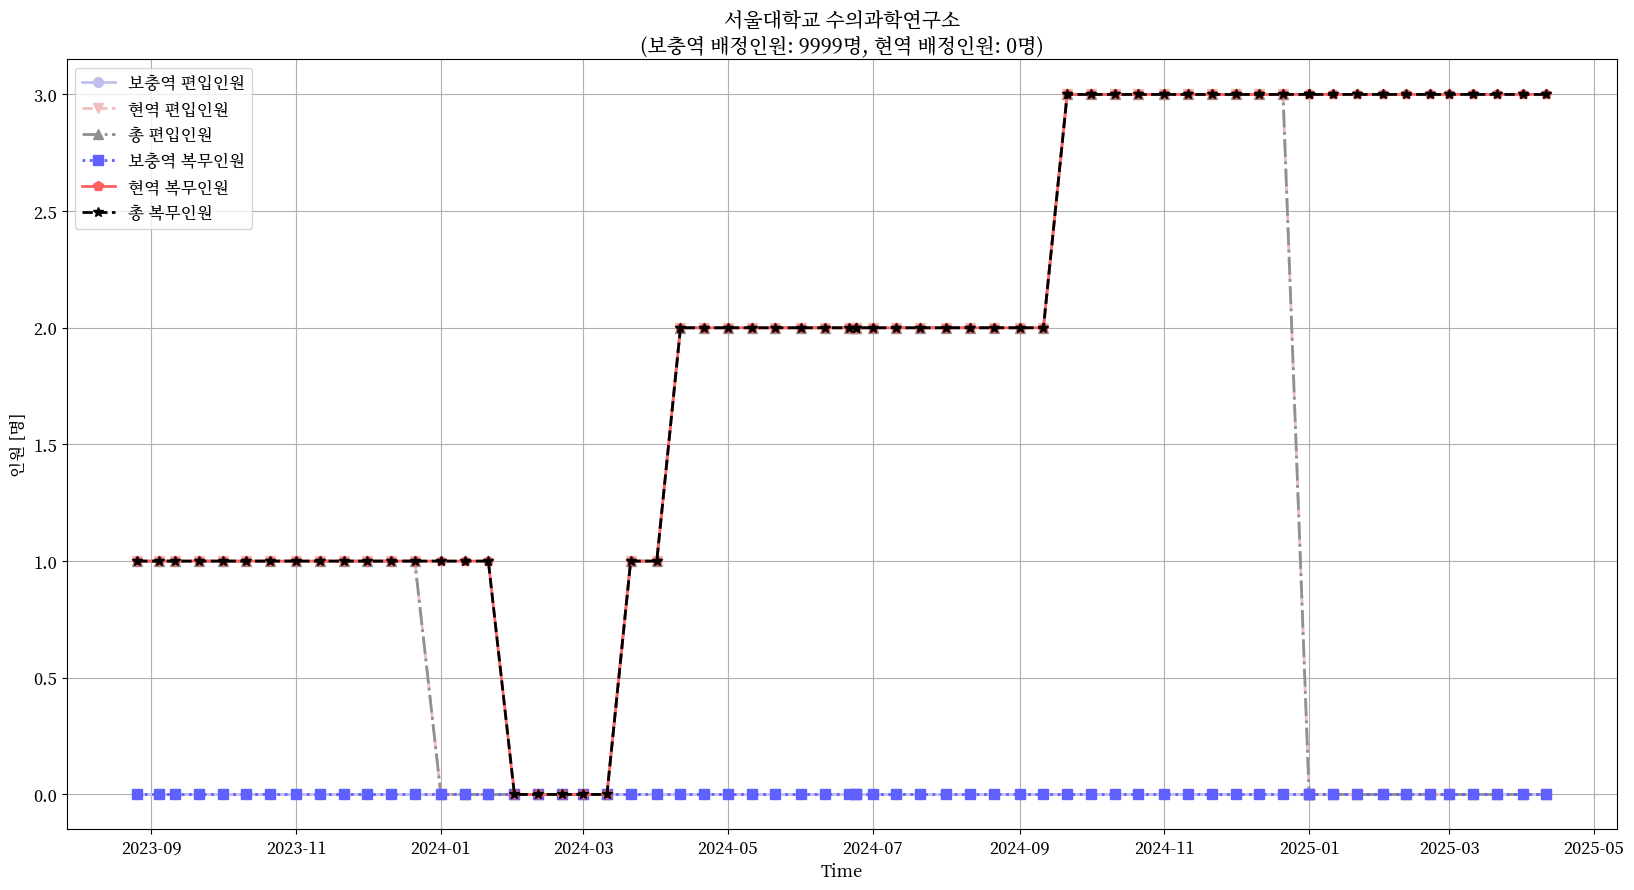 서울대학교 수의과학연구소
(보충역 배정인원: 9999명, 현역 배정인원: 0명)
보충역 편입인원
현역 편입인원
총 편입인원
보충역 복무인원
현역 복무인원
총 복무인원
3.0
2.5
2.0
1.5
1.0
0.5
0.0
인원 [명]
2023-09 2023-11 2024-01 2024-03 2024-05 2024-07 2024-09 2024-11 2025-01 2025-03 2025-05
Time